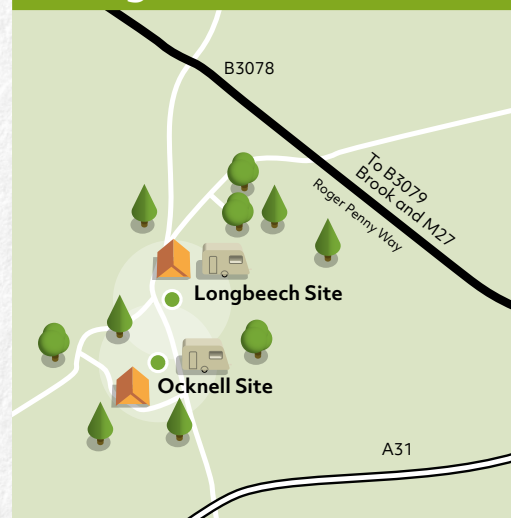 B3078
To B3079
Brook and M27
Roger Penny Way
Longbeech Site
Ocknell Site
A31